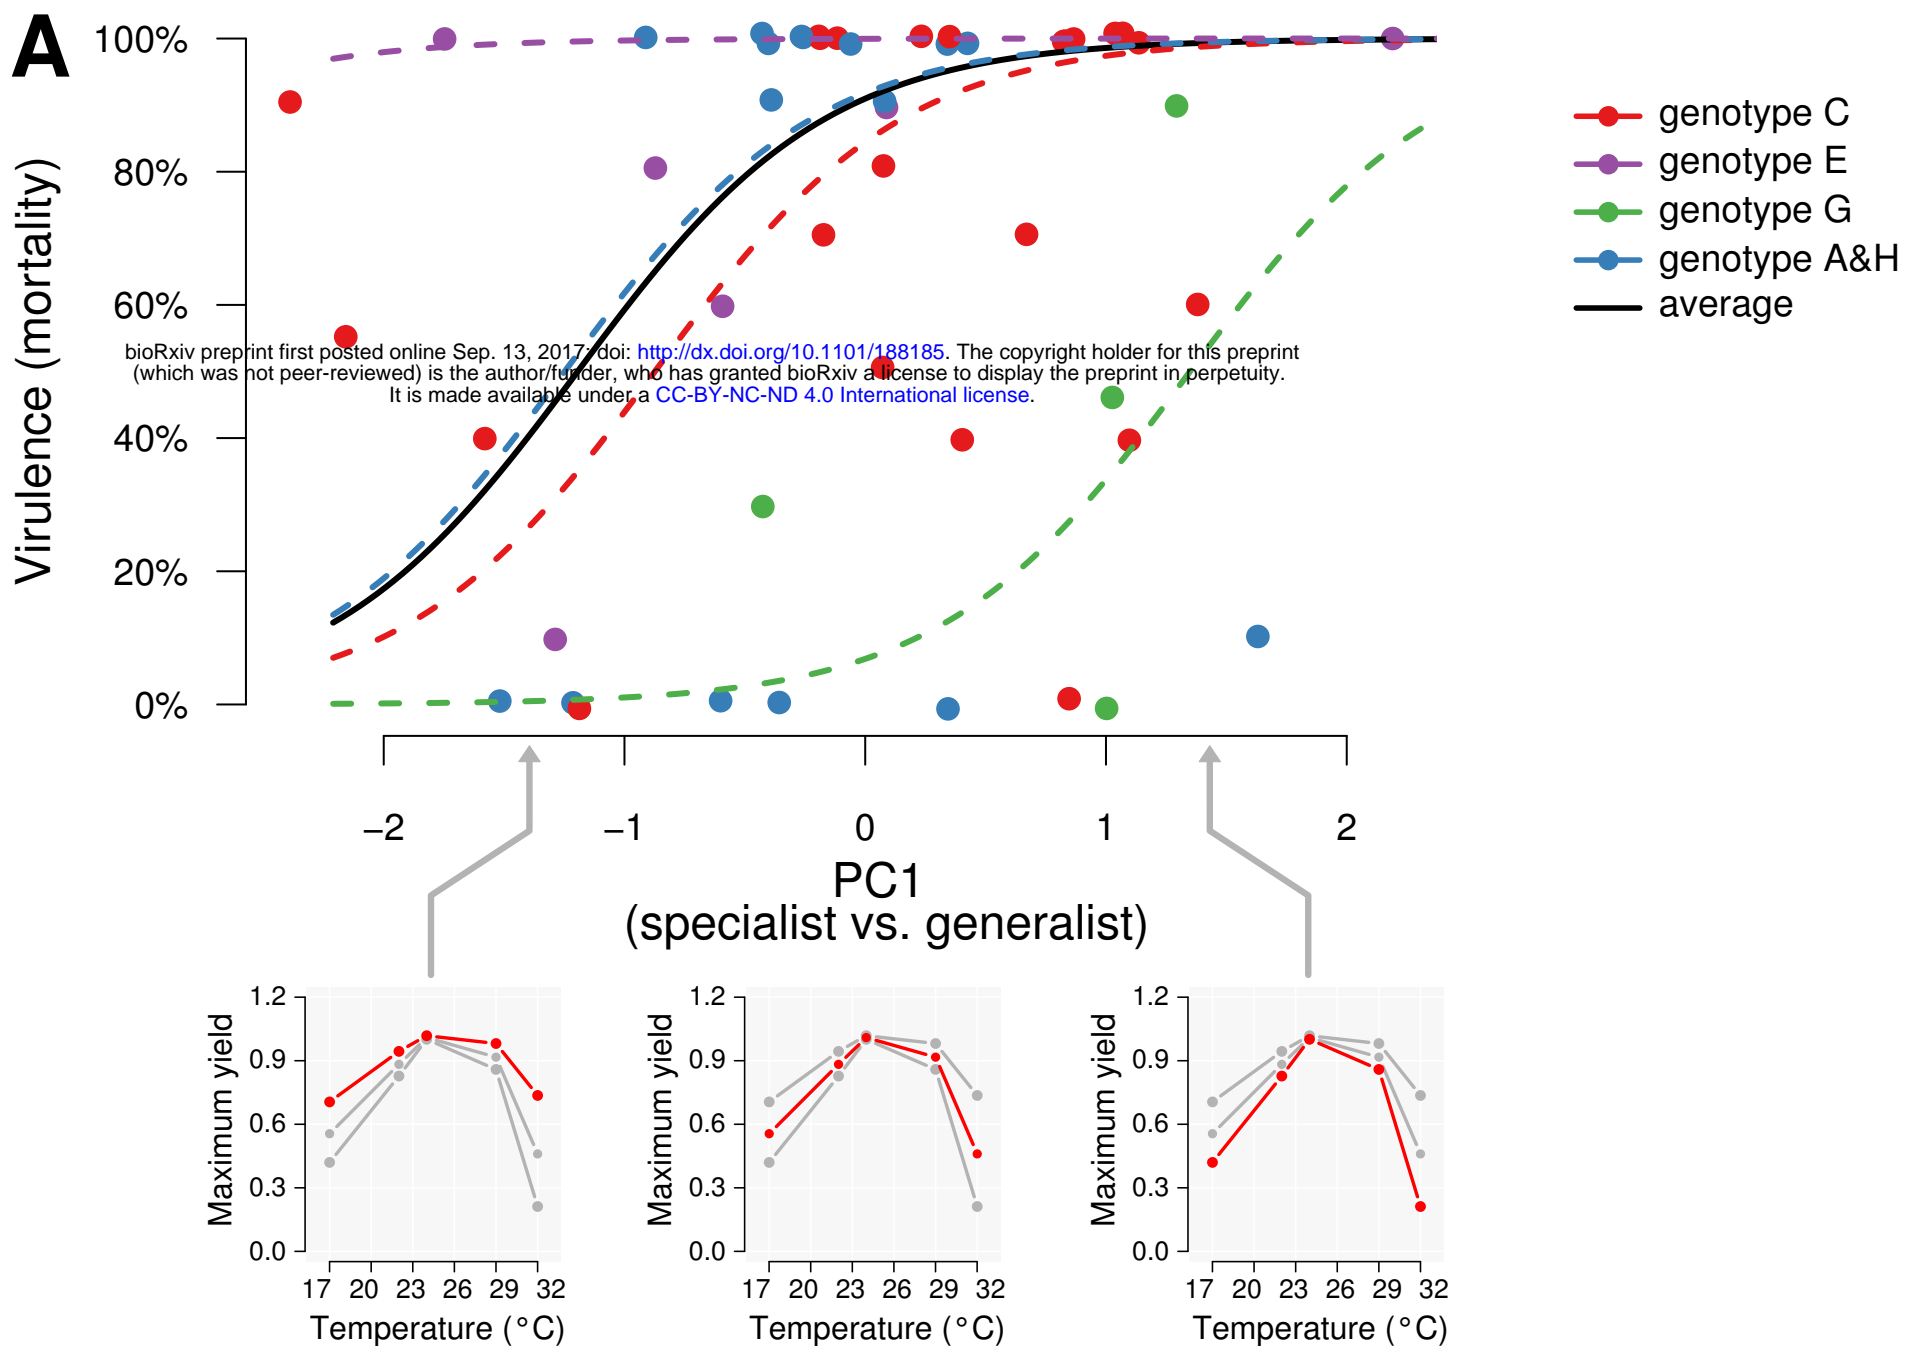 A
100%
80%
60%
40%
20%
0%
Virulence (mortality)
genotype C
genotype E
genotype G
genotype A&H
average
bioRxiv preprint first posted online Sep. 13, 2017; doi: http://dx.doi.org/10.1101/188185. The copyright holder for this preprint
(which was not peer-reviewed) is the author/funder, who has granted bioRxiv a license to display the preprint in perpetuity.
It is made available under a CC-BY-NC-ND 4.0 International license.
−2 −1 0 1 2
PC1
(specialist vs. generalist)
Maximum yield
1.2
0.9
0.6
0.3
0.0
17 20 23 26 29 32
Temperature (°C)
Maximum yield
1.2
0.9
0.6
0.3
0.0
17 20 23 26 29 32
Temperature (°C)
Maximum yield
1.2
0.9
0.6
0.3
0.0
17 20 23 26 29 32
Temperature (°C)